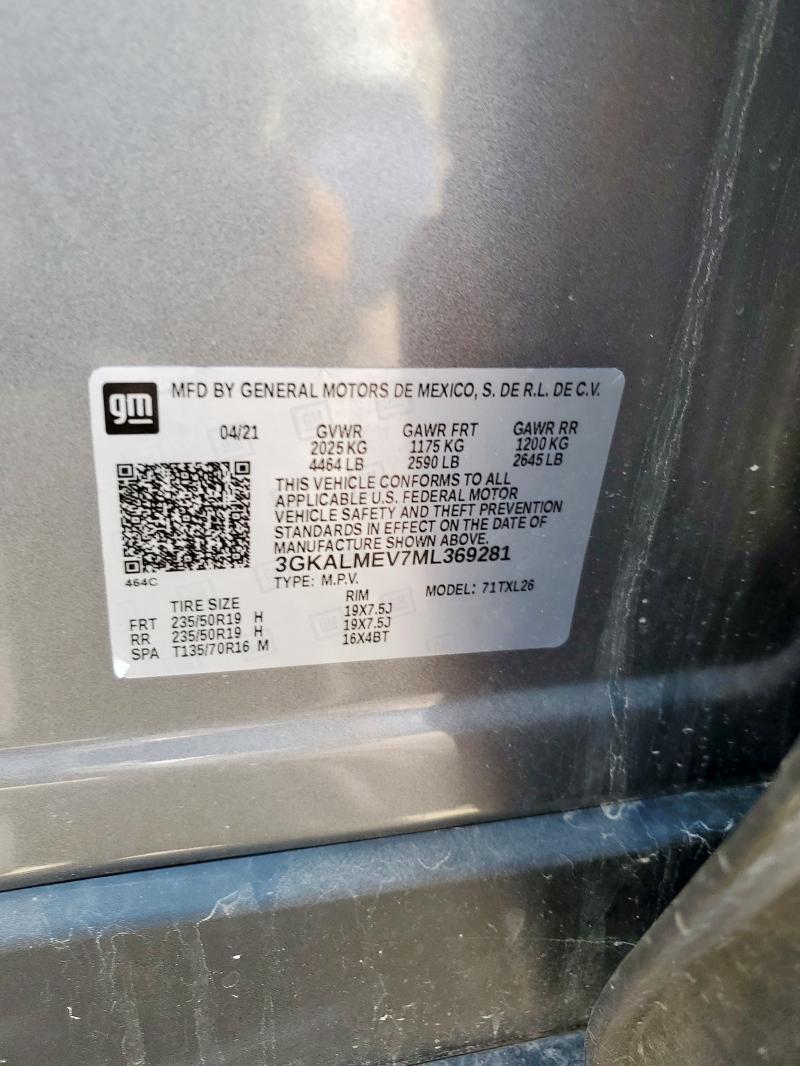 gm MFD BY GENERAL MOTORS DE MEXICO, S. DE R.L. DE C.V.
04/21 GVWR GAWR FRT GAWR RR
2025 KG 1175 KG 1200 KG
4464 LB 2590 LB 2645 LB
THIS VEHICLE CONFORMS TO ALL
APPLICABLE U.S. FEDERAL MOTOR
VEHICLE SAFETY AND THEFT PREVENTION
STANDARDS IN EFFECT ON THE DATE OF
MANUFACTURE SHOWN ABOVE.
3GKALMEV7ML369281
464C
TYPE: M.P.V. MODEL: 71TXL26
TIRE SIZE RIM
FRT 235/50R19 H 19X7.5J
RR 235/50R19 H 19X7.5J
SPA T135/70R16 M 16X4BT